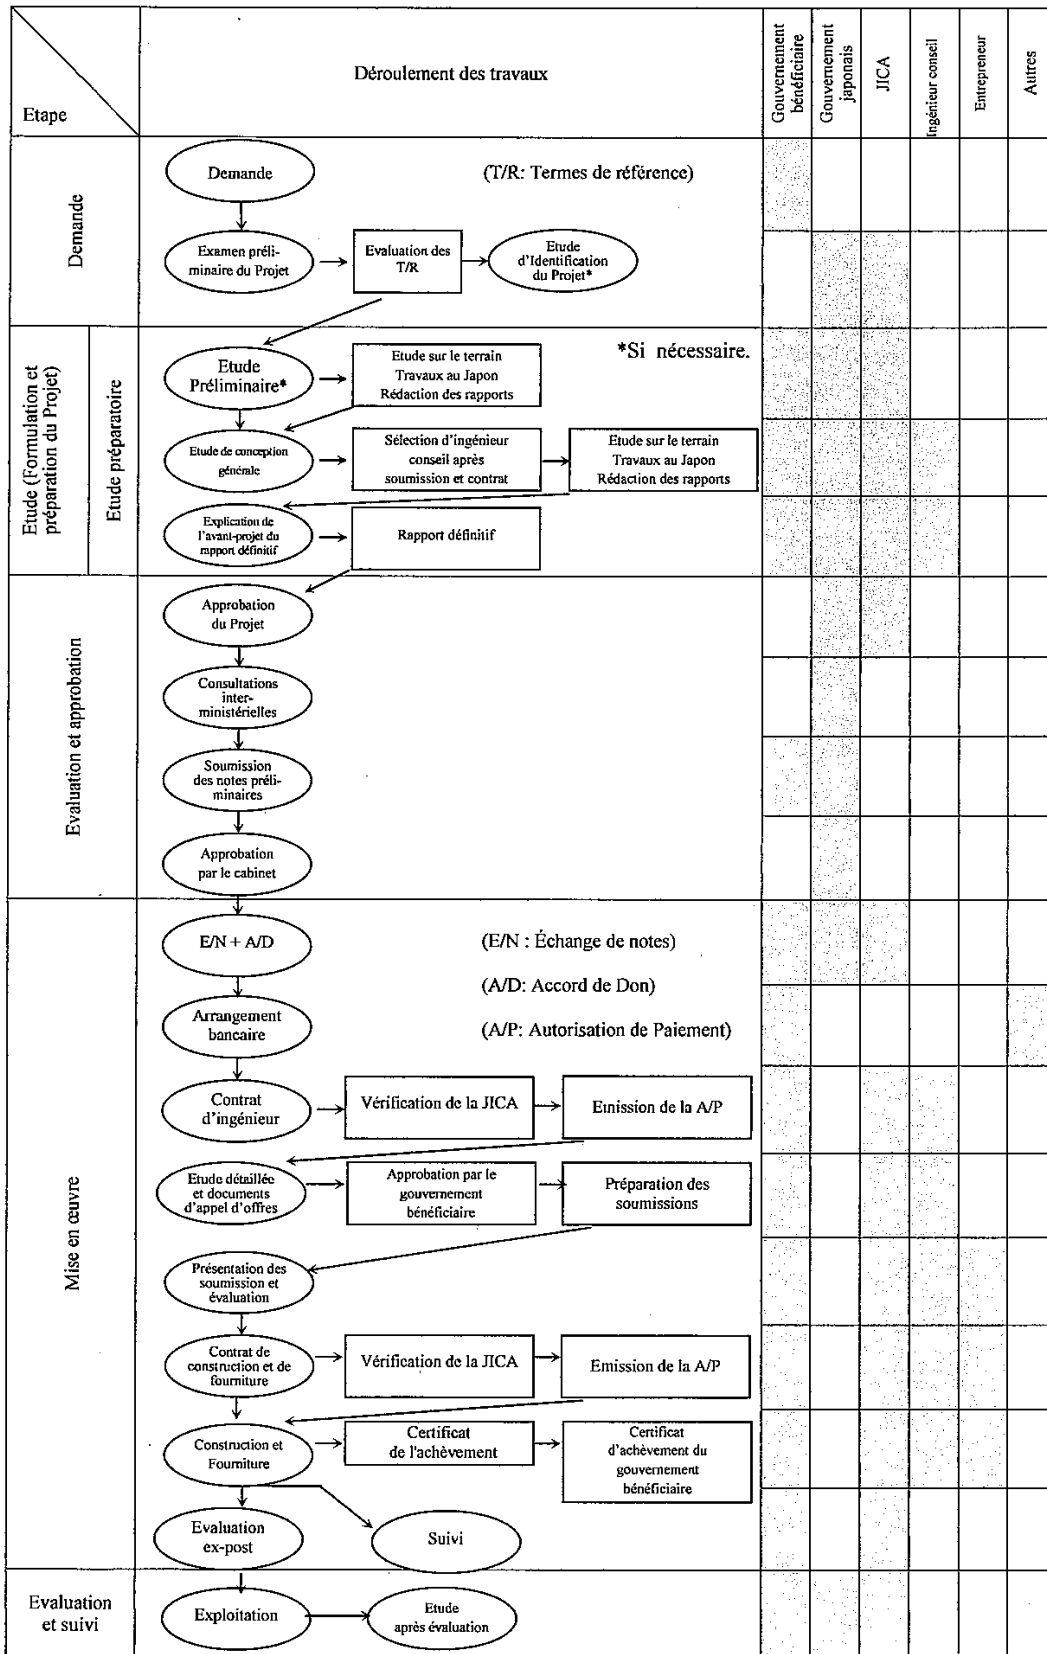 Etape
Déroulement des travaux
Gouvernement
bénéficiaire
Gouvernement
japonais
JICA
Ingénieur conseil
Entrepreneur
Autres
Demande
Demande
(T/R: Termes de référence)
Examen préli-
minaire du Projet
Evaluation des
T/R
Etude
d'Identification
du Projet*
Etude (Formulation et
préparation du Projet)
Etude préparatoire
Etude
Préliminaire*
Etude sur le terrain
Travaux au Japon
Rédaction des rapports
*Si nécessaire.
Etude de conception
générale
Sélection d'ingénieur
conseil après
soumission et contrat
Etude sur le terrain
Travaux au Japon
Rédaction des rapports
Explication de
l'avant-projet du
rapport définitif
Rapport définitif
Evaluation et approbation
Approbation
du Projet
Consultations
inter-
ministérielles
Soumission
des notes préli-
minaires
Approbation
par le cabinet
Mise en œuvre
E/N + A/D
(E/N : Échange de notes)
(A/D: Accord de Don)
Arrangement
bancaire
(A/P: Autorisation de Paiement)
Contrat
d'ingénieur
Vérification de la JICA
Emission de la A/P
Etude détaillée
et documents
d'appel d'offres
Approbation par le
gouvernement
bénéficiaire
Préparation des
soumissions
Présentation des
soumission et
évaluation
Contrat de
construction et de
fourniture
Vérification de la JICA
Emission de la A/P
Construction et
Fourniture
Certificat
de l'achèvement
Certificat
d'achèvement du
gouvernement
bénéficiaire
Evaluation
ex-post
Suivi
Evaluation
et suivi
Exploitation
Etude
après évaluation